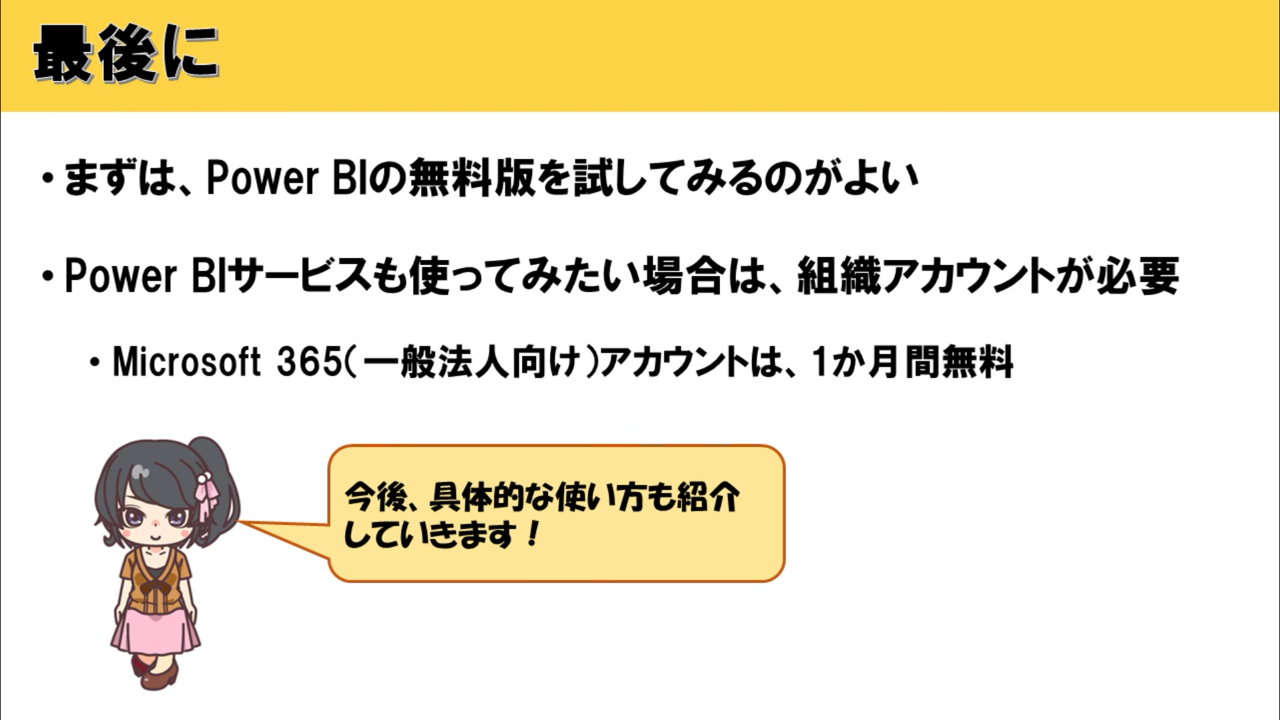 最後に
・まずは、Power BIの無料版を試してみるのがよい
・Power BIサービスも使ってみたい場合は、組織アカウントが必要
・Microsoft 365(一般法人向け)アカウントは、1か月間無料
今後、具体的な使い方も紹介
していきます！